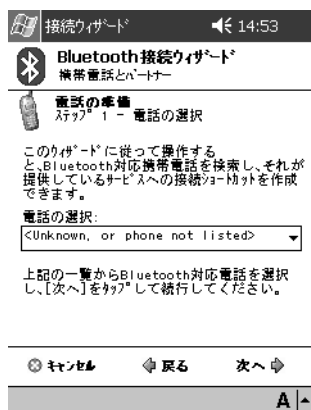 接続ｳｨｻﾞｰﾄﾞ 14:53
Bluetooth接続ｳｨｻﾞｰﾄﾞ
携帯電話とﾊﾟｰﾄﾅｰ
電話の準備
ｽﾃｯﾌﾟ 1 - 電話の選択
このｳｨｻﾞｰﾄﾞに従って操作する
と、Bluetooth対応携帯電話を検索し、それが
提供しているｻｰﾋﾞｽへの接続ｼｮｰﾄｶｯﾄを作成
できます。
電話の選択:
<Unknown, or phone not listed>
上記の一覧からBluetooth対応電話を選択
し、[次へ]をﾀｯﾌﾟして続行してください。
ｷｬﾝｾﾙ 戻る 次へ
A